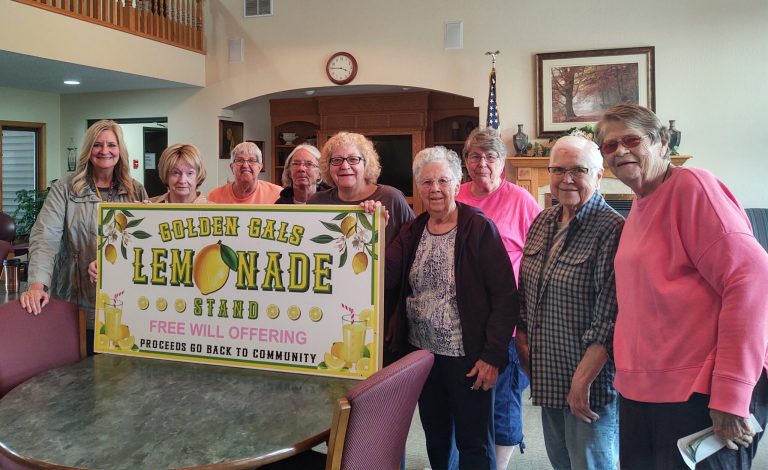 GOLDEN GALS
LEMONADE
STAND
FREE WILL OFFERING
PROCEEDS GO BACK TO COMMUNITY